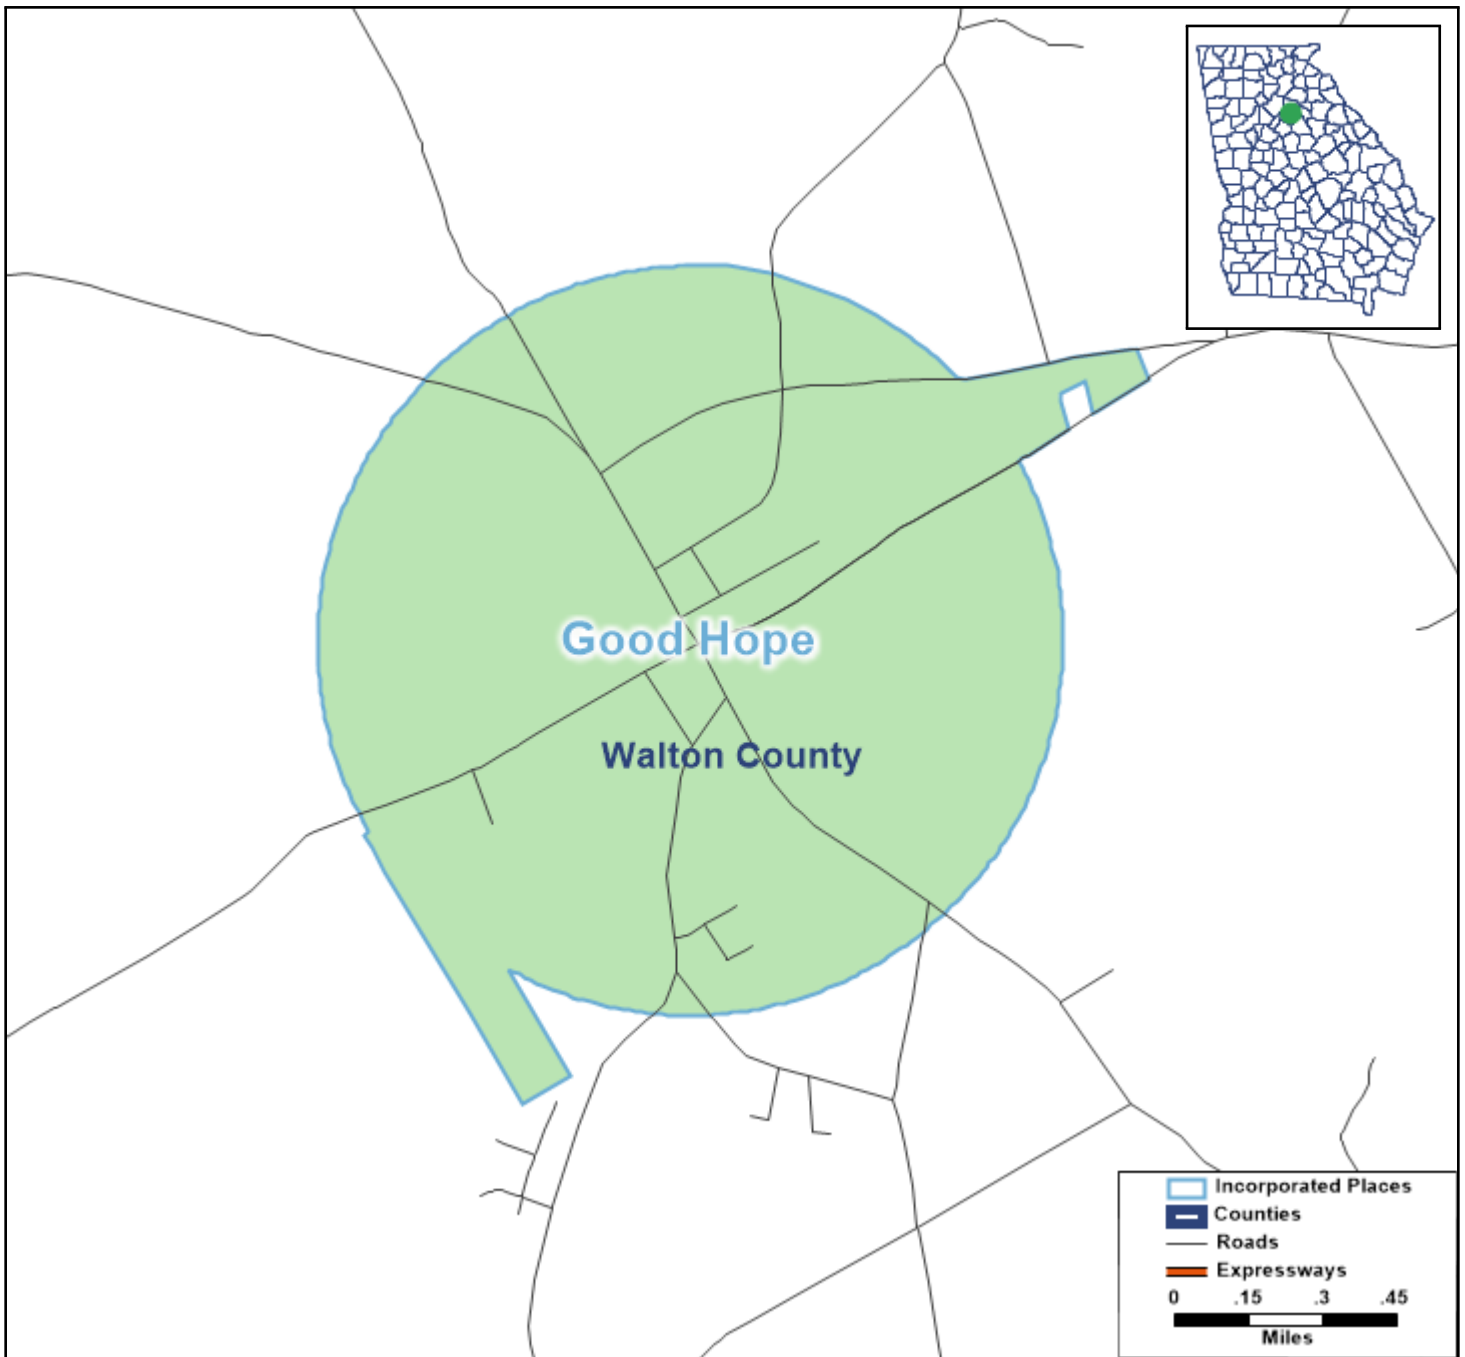 Good Hope
Walton County
Incorporated Places
Counties
Roads
Expressways
0 .15 .3 .45
Miles